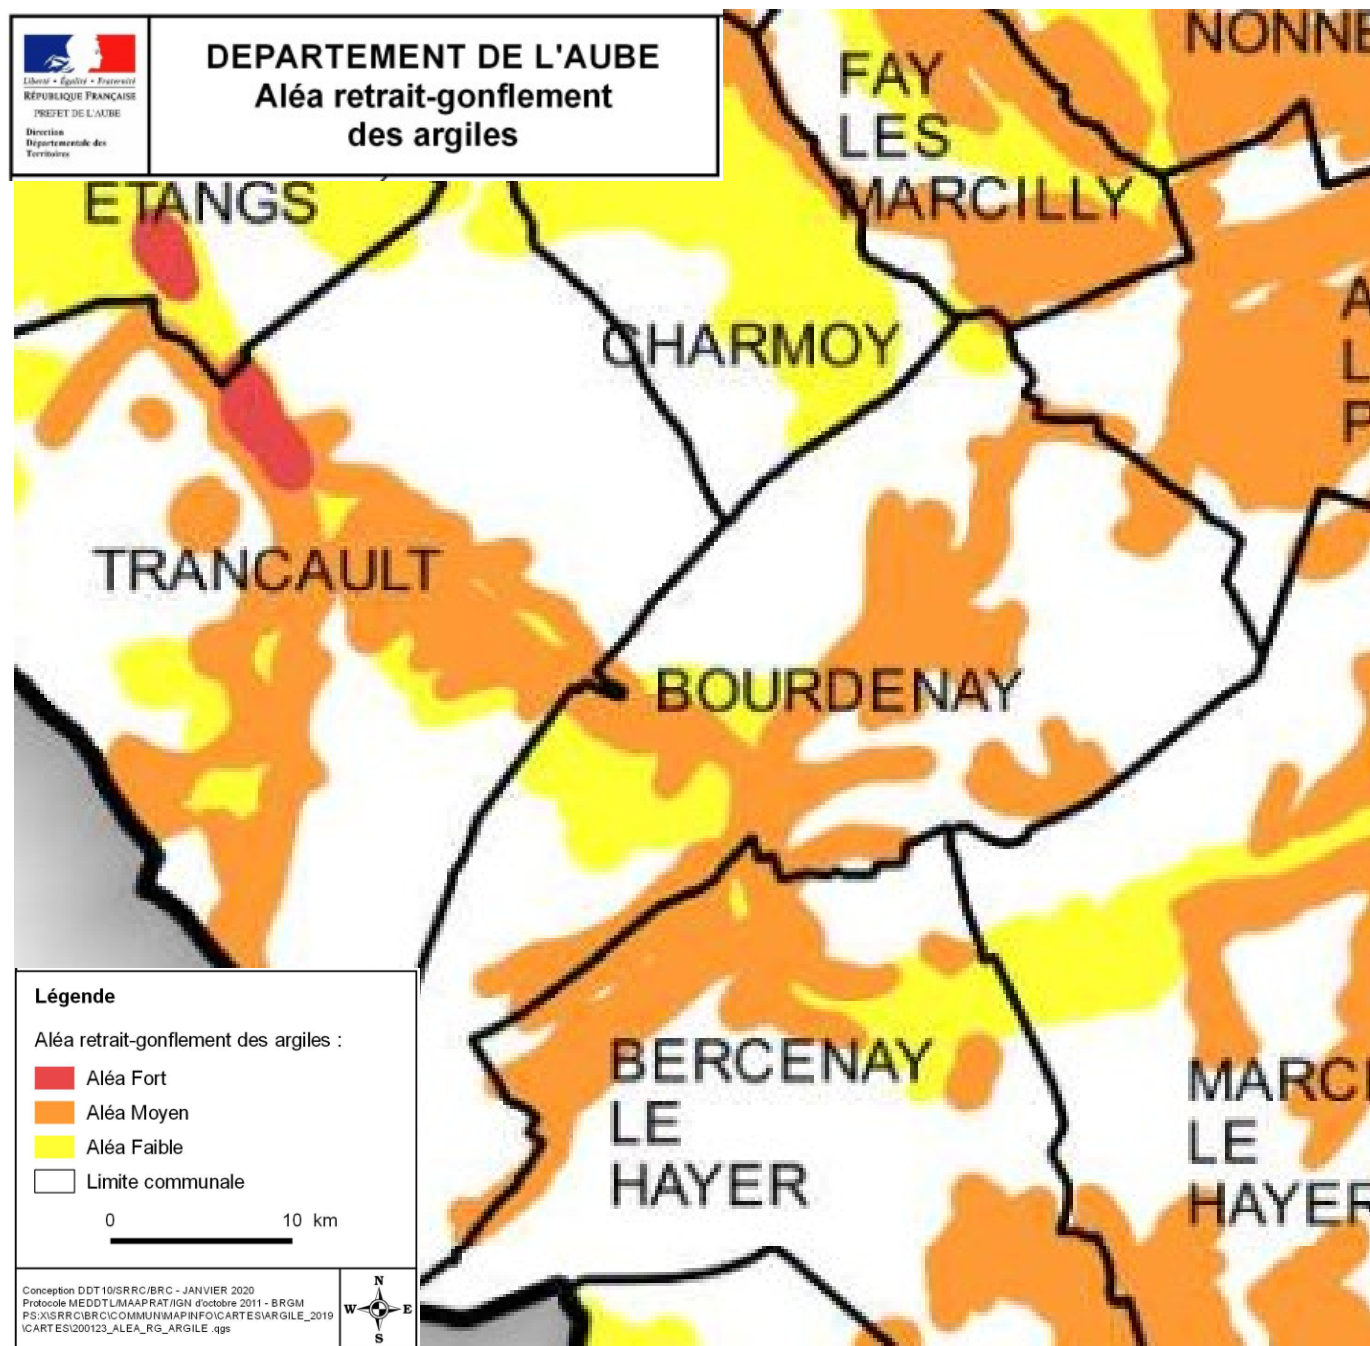 Liberté • Égalité • Fraternité
RÉPUBLIQUE FRANÇAISE
PREFET DE L'AUBE
Direction
Départementale des
Territoires
DEPARTEMENT DE L'AUBE
Aléa retrait-gonflement
des argiles
NONNE
FAY
LES
MARCILLY
ETANGS
A
L
P
CHARMOY
TRANCAULT
BOURDENAY
BERCENAY
LE
HAYER
MARCI
LE
HAYER
Légende
Aléa retrait-gonflement des argiles :
Aléa Fort
Aléa Moyen
Aléa Faible
Limite communale
0 10 km
Conception DDT10/SRRC/BRC - JANVIER 2020
Protocole MEDDTL/MAAPRAT/IGN d'octobre 2011 - BRGM
PS:X\SRRC\BRC\COMMUN\MAPINFO\CARTES\ARGILE_2019
\CARTES\200123_ALEA_RG_ARGILE .qgs
N
W E
S